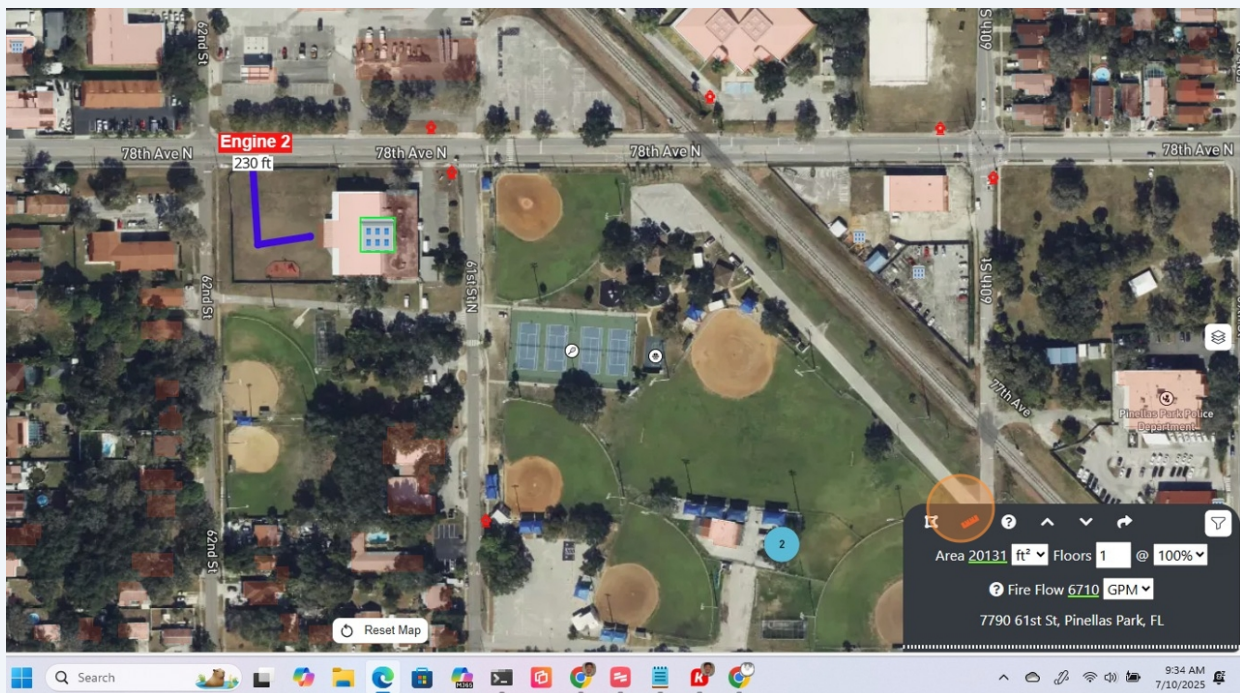 62nd St
60th St
Engine 2
230 ft
78th Ave N
78th Ave N
78th Ave N
78th Ave N
62nd St
61st St N
60th St
77th Ave
Pinellas Park Police
Department
2
62nd St
Area 20131 ft² Floors 1 @ 100%
Fire Flow 6710 GPM
7790 61st St, Pinellas Park, FL
Reset Map
Search
M365
9:34 AM
7/10/2025